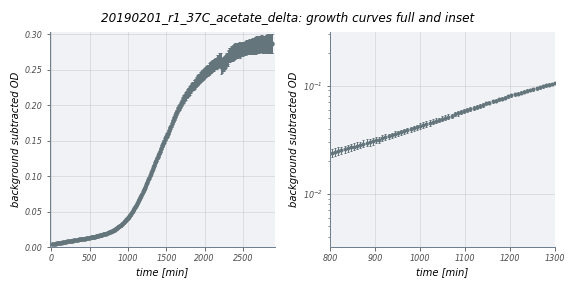 20190201_r1_37C_acetate_delta: growth curves full and inset
background subtracted OD
0.30
0.25
0.20
0.15
0.10
0.05
0.00
0 500 1000 1500 2000 2500
time [min]
background subtracted OD
10⁻¹
10⁻²
800 900 1000 1100 1200 1300
time [min]